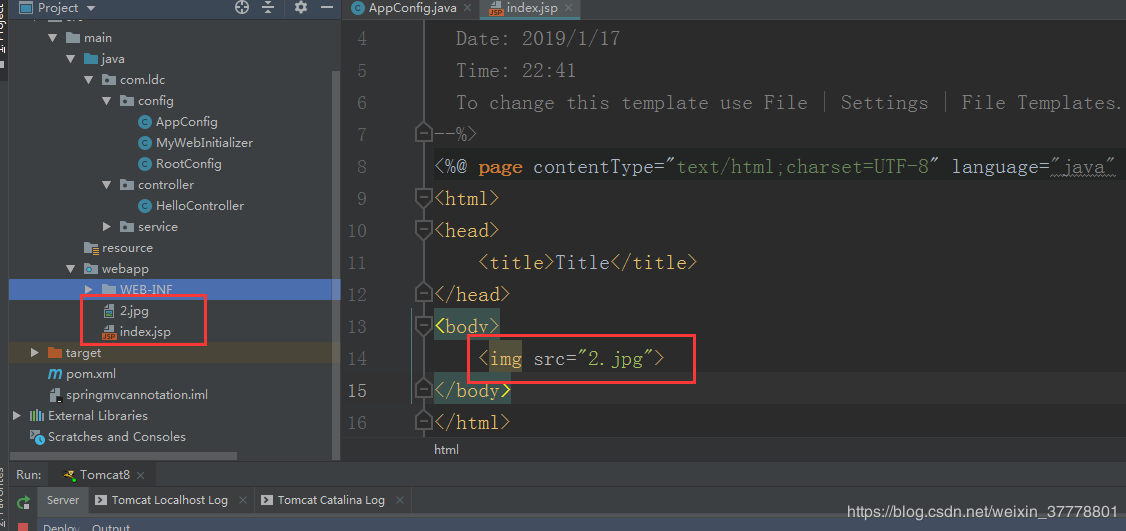 Project
AppConfig.java
index.jsp
main
java
com.ldc
config
AppConfig
MyWebInitializer
RootConfig
controller
HelloController
service
resource
webapp
WEB-INF
2.jpg
index.jsp
target
pom.xml
springmvcannotation.iml
External Libraries
Scratches and Consoles
4 Date: 2019/1/17
5 Time: 22:41
6 To change this template use File | Settings | File Templates.
7 --%>
8 <%@ page contentType="text/html;charset=UTF-8" language="java"
9 <html>
10 <head>
11 <title>Title</title>
12 </head>
13 <body>
14 <img src="2.jpg">
15 </body>
16 </html>
html
Run: Tomcat8
Server Tomcat Localhost Log Tomcat Catalina Log
Deploy Output
https://blog.csdn.net/weixin_37778801